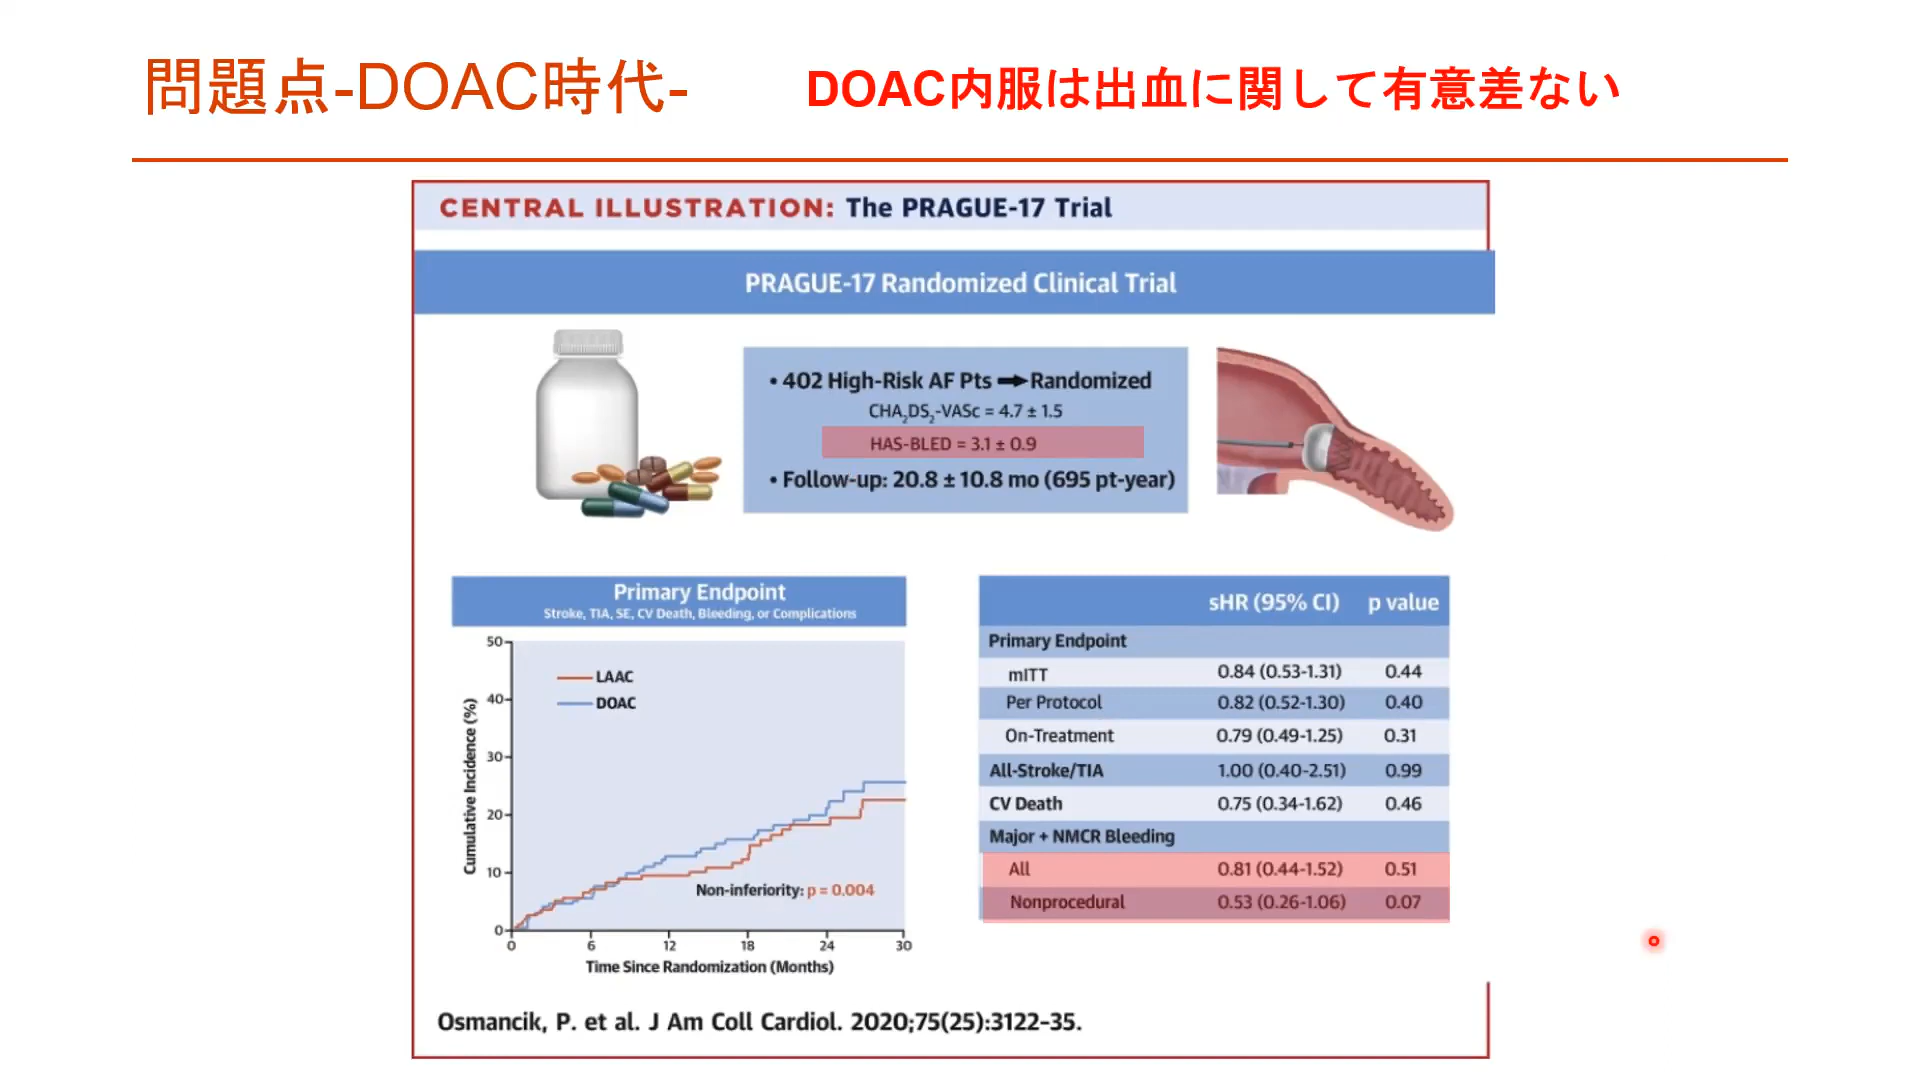 問題点-DOAC時代-
DOAC内服は出血に関して有意差ない
CENTRAL ILLUSTRATION: The PRAGUE-17 Trial
PRAGUE-17 Randomized Clinical Trial
• 402 High-Risk AF Pts ➡Randomized
CHA2DS2-VASc = 4.7 ± 1.5
HAS-BLED = 3.1 ± 0.9
• Follow-up: 20.8 ± 10.8 mo (695 pt-year)
Primary Endpoint
Stroke, TIA, SE, CV Death, Bleeding, or Complications
Cumulative Incidence (%)
50
40
30
20
10
0
LAAC
DOAC
Non-inferiority: p = 0.004
0 6 12 18 24 30
Time Since Randomization (Months)
sHR (95% CI) p value
Primary Endpoint
mITT 0.84 (0.53-1.31) 0.44
Per Protocol 0.82 (0.52-1.30) 0.40
On-Treatment 0.79 (0.49-1.25) 0.31
All-Stroke/TIA 1.00 (0.40-2.51) 0.99
CV Death 0.75 (0.34-1.62) 0.46
Major + NMCR Bleeding
All 0.81 (0.44-1.52) 0.51
Nonprocedural 0.53 (0.26-1.06) 0.07
Osmancik, P. et al. J Am Coll Cardiol. 2020;75(25):3122-35.